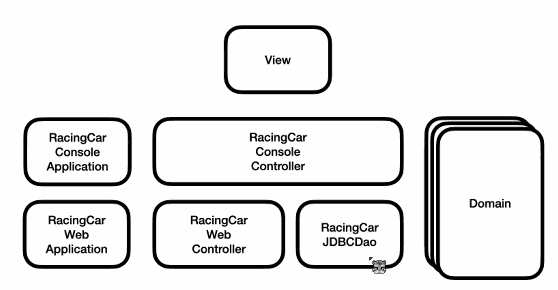 View
RacingCar
Console
Application
RacingCar
Console
Controller
Domain
RacingCar
Web
Application
RacingCar
Web
Controller
RacingCar
JDBCDao